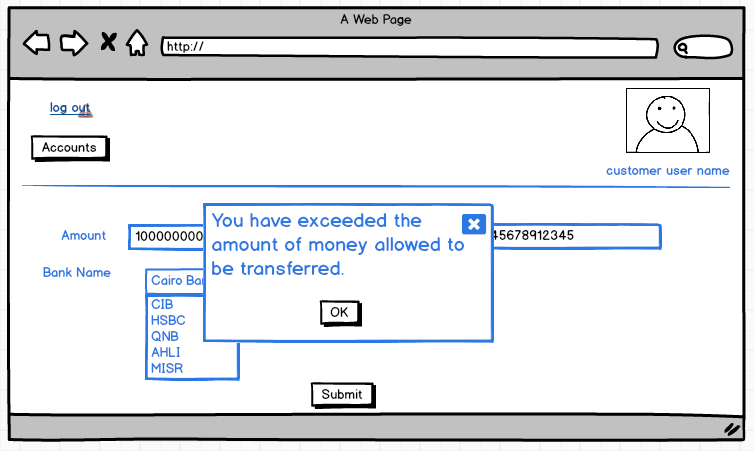 A Web Page
http://
log out
Accounts
customer user name
You have exceeded the
amount of money allowed to
be transferred.
OK
Amount
100000000
45678912345
Bank Name
Cairo Ba
CIB
HSBC
QNB
AHLI
MISR
Submit